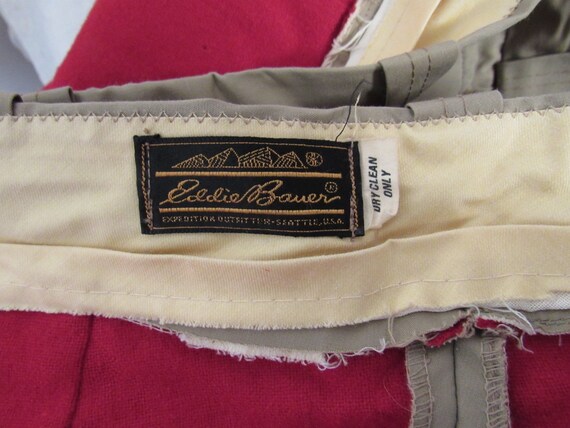 Eddie Bauer ®
EXPEDITION OUTFITTER-SEATTLE, U.S.A.
DRY CLEAN
ONLY